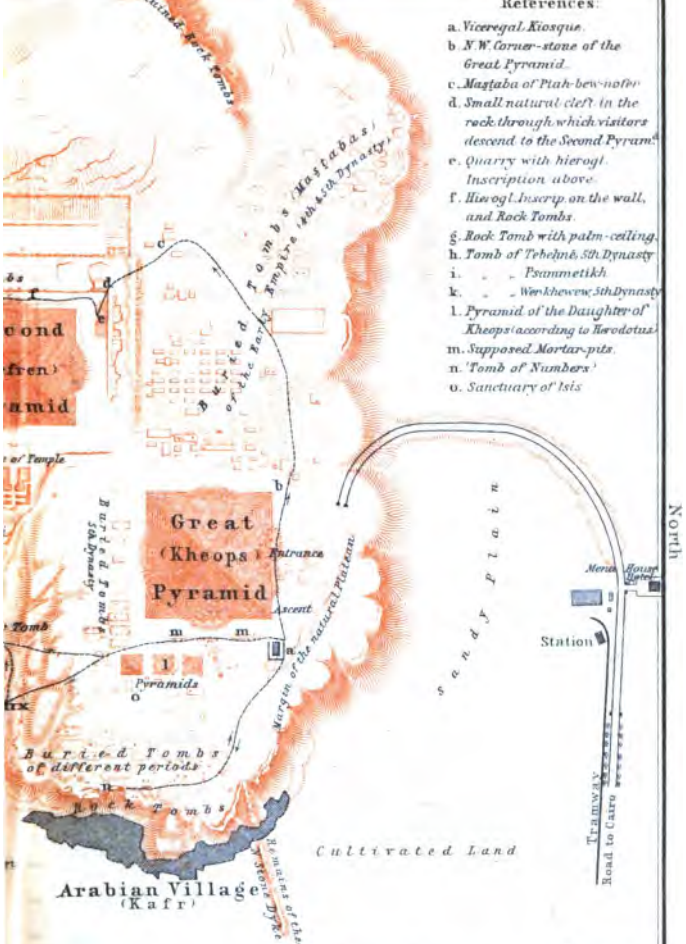 References:
a. Viceregal Kiosque.
b. N.W. Corner-stone of the
Great Pyramid.
c. Mastaba of Ptah-bew-nofer
d. Small natural cleft in the
rock through which visitors
descend to the Second Pyram.d
e. Quarry with hierogl.
Inscription above.
f. Hierogl. Inscrip. on the wall,
and Rock Tombs.
g. Rock Tomb with palm-ceiling.
h. Tomb of Tebehnê, 5th Dynasty
i. „ „ Psammetikh
k. „ „ Werkhewew, 5th Dynasty
l. Pyramid of the Daughter of
Kheops (according to Herodotus)
m. Supposed Mortar-pits.
n. 'Tomb of Numbers'
o. Sanctuary of Isis
Rock Tombs
Buried Tombs (Mastabas)
of the Early Empire (4th & 5th Dynasty)
c
d
f
e
cond
fren)
amid
of Temple
Buried Tombs
5th Dynasty
b
Great
(Kheops)
Pyramid
Entrance
Ascent
m m
a
l
Pyramids
o
Tomb
Margin of the natural Plateau
sandy plain
North
Mena House
Hotel
Station
Tramway
Road to Cairo
Buried Tombs
of different periods
n
Rock Tombs
Cultivated Land
Arabian Village
(Kafr)
Remains of the
Stone Dyke